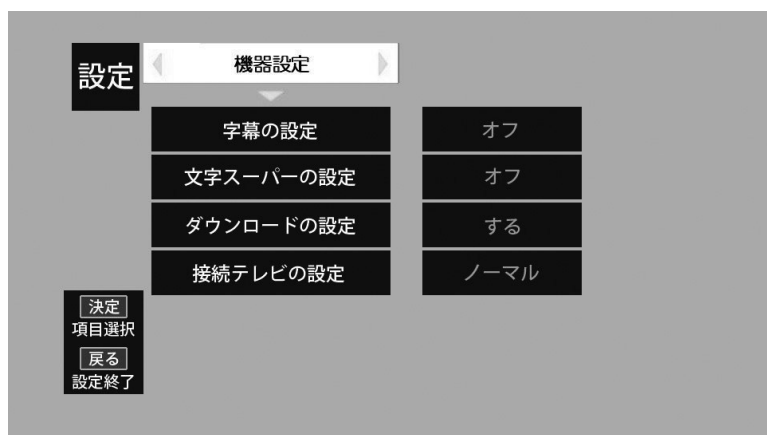 設定
機器設定
字幕の設定 オフ
文字スーパーの設定 オフ
ダウンロードの設定 する
接続テレビの設定 ノーマル
決定
項目選択
戻る
設定終了